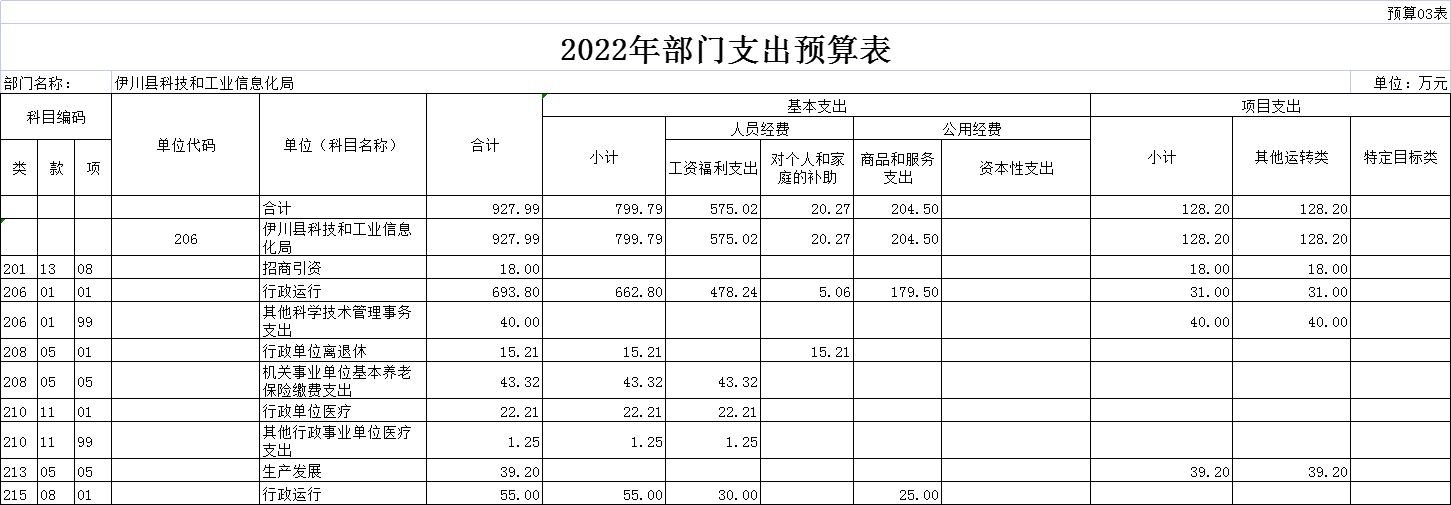 预算03表
2022年部门支出预算表
部门名称： 伊川县科技和工业信息化局 单位：万元
科目编码 单位代码 单位（科目名称） 合计 基本支出 项目支出
小计 人员经费 公用经费 小计 其他运转类 特定目标类
类 款 项 工资福利支出 对个人和家庭的补助 商品和服务支出 资本性支出
合计 927.99 799.79 575.02 20.27 204.50 128.20 128.20
206 伊川县科技和工业信息化局 927.99 799.79 575.02 20.27 204.50 128.20 128.20
201 13 08 招商引资 18.00 18.00 18.00
206 01 01 行政运行 693.80 662.80 478.24 5.06 179.50 31.00 31.00
206 01 99 其他科学技术管理事务支出 40.00 40.00 40.00
208 05 01 行政单位离退休 15.21 15.21 15.21
208 05 05 机关事业单位基本养老保险缴费支出 43.32 43.32 43.32
210 11 01 行政单位医疗 22.21 22.21 22.21
210 11 99 其他行政事业单位医疗支出 1.25 1.25 1.25
213 05 05 生产发展 39.20 39.20 39.20
215 08 01 行政运行 55.00 55.00 30.00 25.00